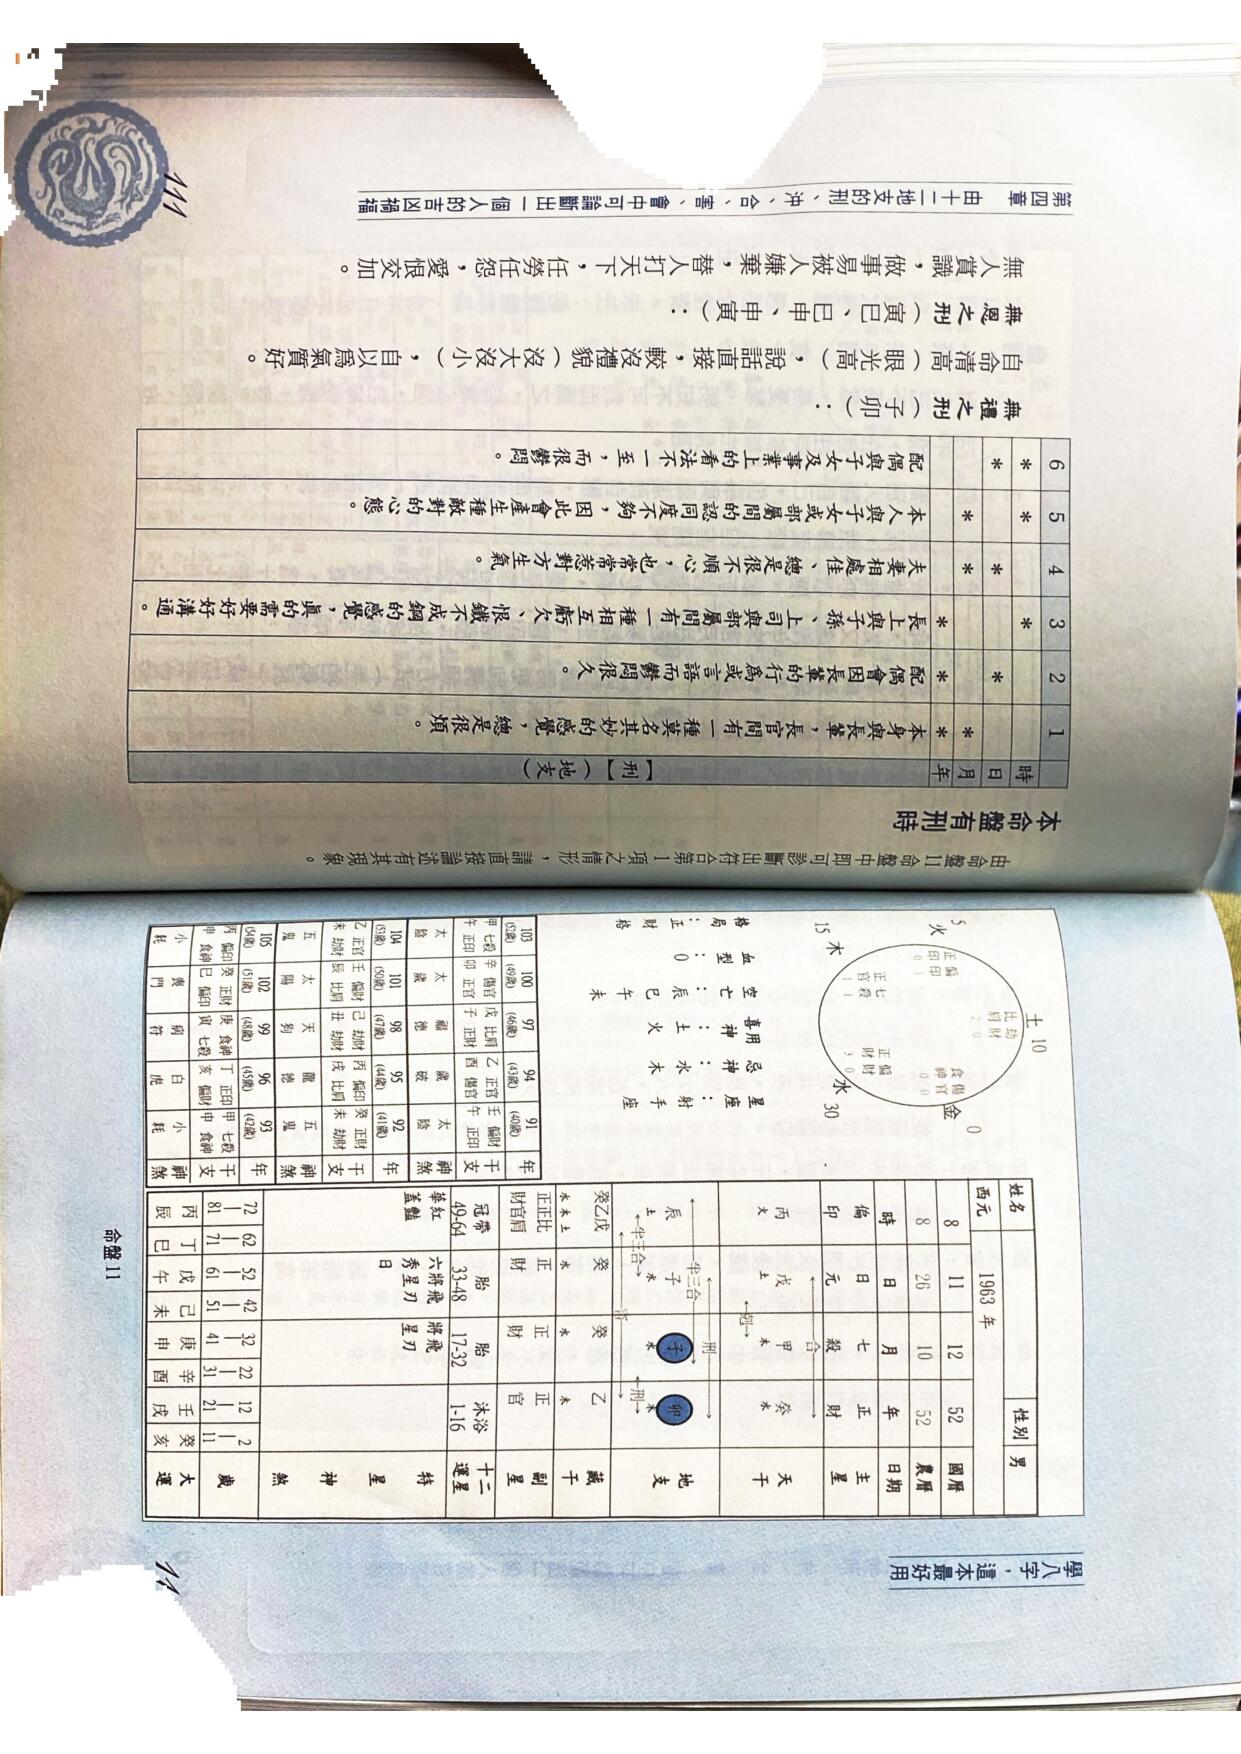 學八字，這本最好用
姓名
性別 男
西元 1963 年
8 11 12 52 國曆
8 26 10 52 農曆
時 日 月 年 日期
偏印 日元 七殺 正財 主星
合
丙火 戊土 甲木 癸水 天干
剋
刑
半三合
辰土 子水 子水 卯木 地支
半三合 刑
害
癸乙戊 癸 癸 乙 藏干
水木土 水 水 木
正正比 正 正 正 副星
財官肩 財 財 官
冠帶 胎 胎 沐浴 十二運星
49-64 33-48 17-32 1-16
華蓋 紅豔 六秀日 將星 飛刃 將星 飛刃 特星神煞
72-81 62-71 52-61 42-51 32-41 22-31 12-21 2-11 歲
丙辰 丁巳 戊午 己未 庚申 辛酉 壬戌 癸亥 大運
土 10
比肩 2 劫財 0
金 0
食神 0 傷官 0
水 30
正財 3 偏財 0
木 15
正官 1 七殺 1
火 5
正印 0 偏印 1
星座：射手座
忌神：水木
喜用神：土火
空亡：辰巳午未
血型：O
格局：正財格
103 100 97 94 91 年
(52歲) (49歲) (46歲) (43歲) (40歲)
甲 七殺 辛 傷官 戊 比肩 乙 正官 壬 偏財 干支
午 正印 卯 正官 子 正財 酉 傷官 午 正印
太陰 太歲 福德 歲破 太陰 神煞
104 101 98 95 92 年
(53歲) (50歲) (47歲) (44歲) (41歲)
乙 正官 壬 偏財 己 劫財 丙 偏印 癸 正財 干支
未 劫財 辰 比肩 丑 劫財 戌 比肩 未 劫財
五鬼 太陽 天狗 龍德 五鬼 神煞
105 102 99 96 93 年
(54歲) (51歲) (48歲) (45歲) (42歲)
丙 偏印 癸 正財 庚 食神 丁 正印 甲 七殺 干支
申 食神 巳 偏印 寅 七殺 亥 偏財 申 食神
小耗 喪門 病符 白虎 小耗 神煞
命盤 11
11
由命盤11命盤中即可診斷出符合第1項之情形，請直接論述有其現象。
本命盤有刑時
時 日 月 年 【刑】（地支）
1 * * 本身與長輩，長官間有一種莫名其妙的感覺，總是很煩。
2 * * 配偶會因長輩的行為或言語而鬱悶很久。
3 * * 長上與子孫、上司與部屬間有一種相互虧欠、恨鐵不成鋼的感覺，真的需要好好溝通。
4 * * 夫妻相處佳、總是很不順心，也常常惹對方生氣。
5 * * 本人與子女或部屬間的認同度不夠，因此會產生種敵對的心態。
6 * * 配偶與子女及事業上的看法不一至，而很鬱悶。
無禮之刑（子卯）：
自命清高（眼光高），說話直接，較沒禮貌（沒大沒小），自以為氣質好。
無恩之刑（寅巳、巳申、申寅）：
無人賞識，做事易被人嫌棄，替人打天下，任勞任怨，愛恨交加。
第四章 由十二地支的刑、沖、合、害、會中可論斷出一個人的吉凶禍福
111